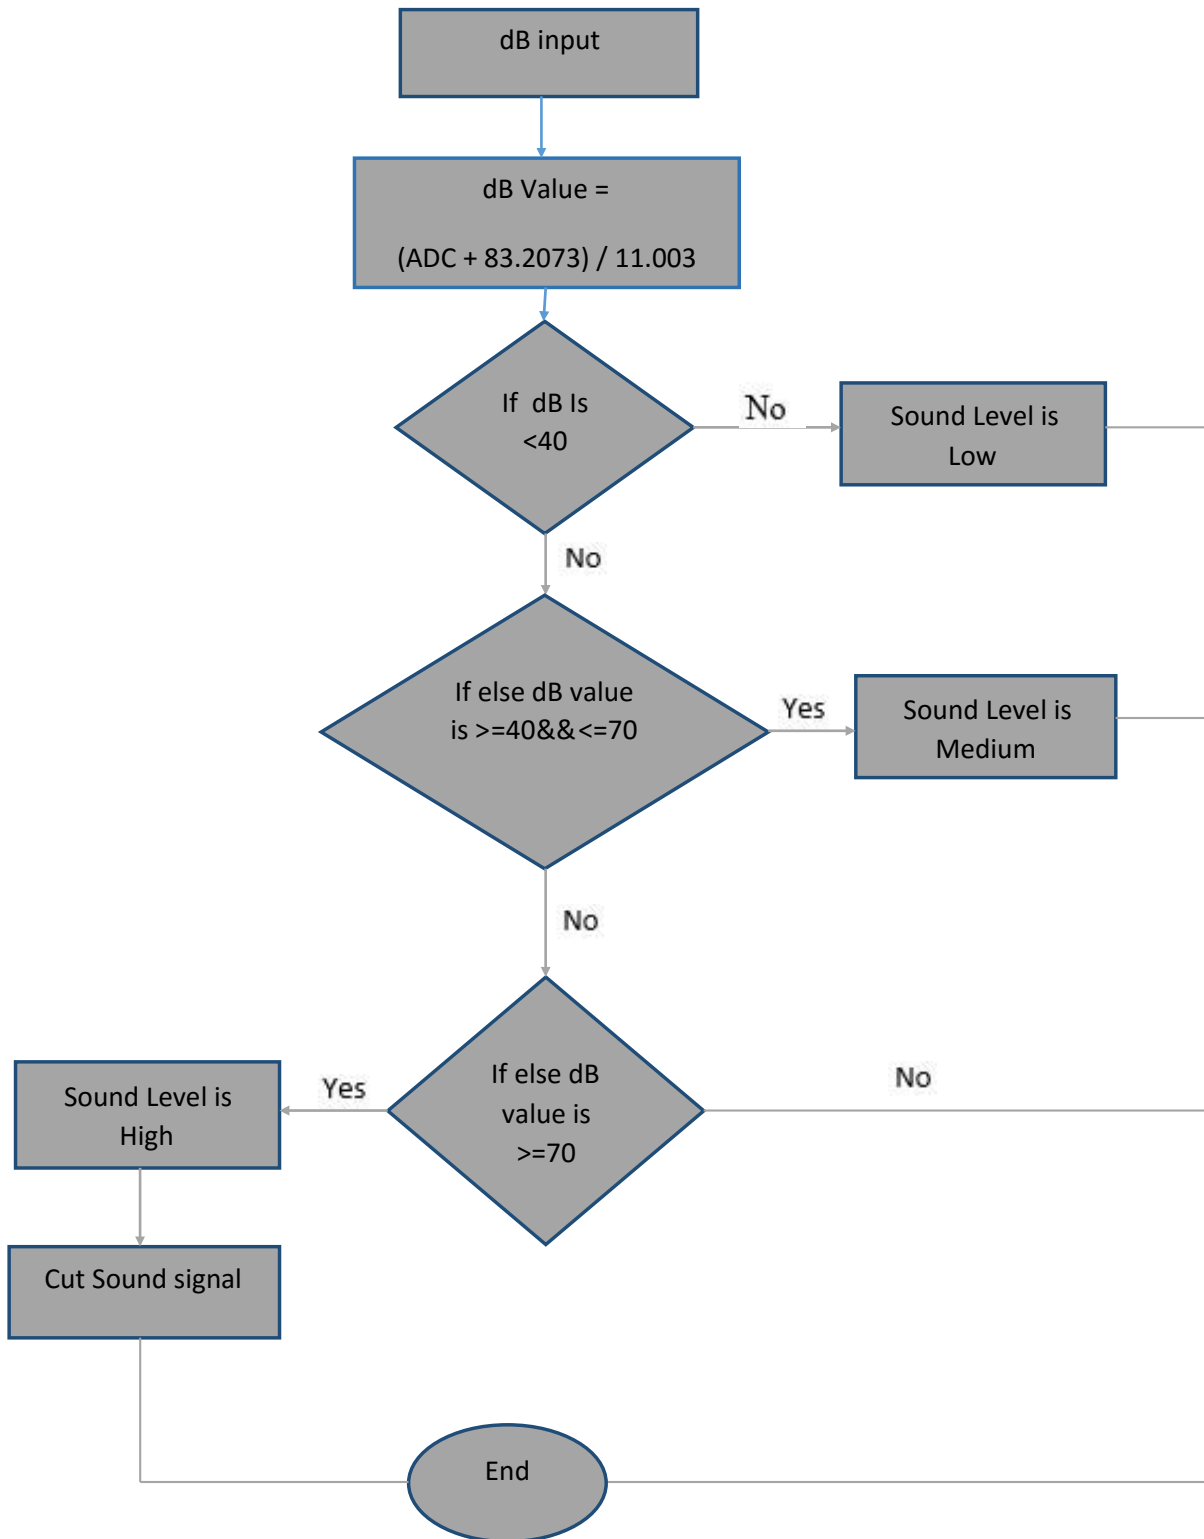 dB input
dB Value =
(ADC + 83.2073) / 11.003
If dB Is
<40
No
Sound Level is
Low
No
If else dB value
is >=40&&<=70
Yes
Sound Level is
Medium
No
If else dB
value is
>=70
Yes
No
Sound Level is
High
Cut Sound signal
End